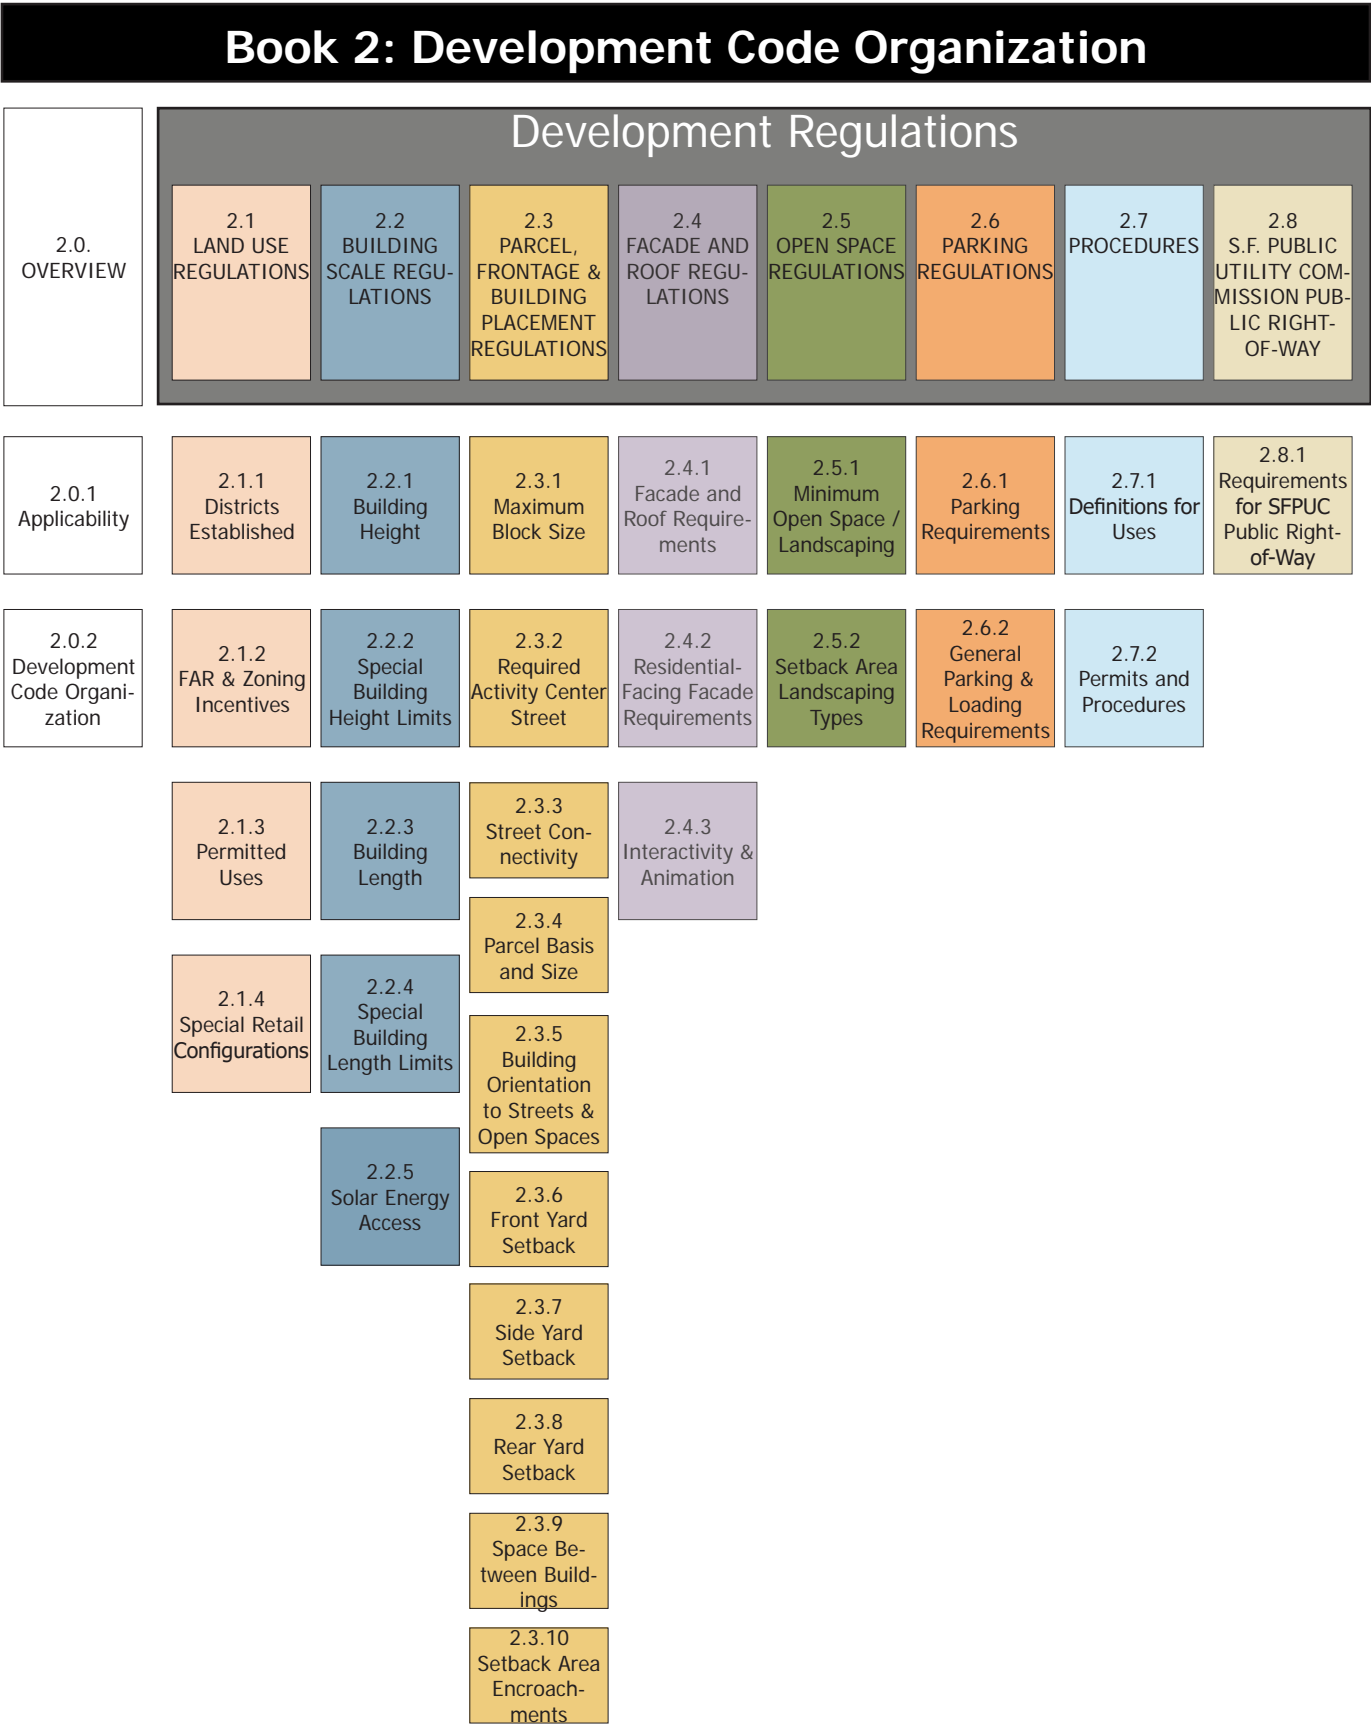 Book 2: Development Code Organization
Development Regulations
2.0.
OVERVIEW
2.1
LAND USE
REGULATIONS
2.2
BUILDING
SCALE REGU-
LATIONS
2.3
PARCEL,
FRONTAGE &
BUILDING
PLACEMENT
REGULATIONS
2.4
FACADE AND
ROOF REGU-
LATIONS
2.5
OPEN SPACE
REGULATIONS
2.6
PARKING
REGULATIONS
2.7
PROCEDURES
2.8
S.F. PUBLIC
UTILITY COM-
MISSION PUB-
LIC RIGHT-
OF-WAY
2.0.1
Applicability
2.1.1
Districts
Established
2.2.1
Building
Height
2.3.1
Maximum
Block Size
2.4.1
Facade and
Roof Require-
ments
2.5.1
Minimum
Open Space /
Landscaping
2.6.1
Parking
Requirements
2.7.1
Definitions for
Uses
2.8.1
Requirements
for SFPUC
Public Right-
of-Way
2.0.2
Development
Code Organi-
zation
2.1.2
FAR & Zoning
Incentives
2.2.2
Special
Building
Height Limits
2.3.2
Required
Activity Center
Street
2.4.2
Residential-
Facing Facade
Requirements
2.5.2
Setback Area
Landscaping
Types
2.6.2
General
Parking &
Loading
Requirements
2.7.2
Permits and
Procedures
2.1.3
Permitted
Uses
2.2.3
Building
Length
2.3.3
Street Con-
nectivity
2.4.3
Interactivity &
Animation
2.3.4
Parcel Basis
and Size
2.1.4
Special Retail
Configurations
2.2.4
Special
Building
Length Limits
2.3.5
Building
Orientation
to Streets &
Open Spaces
2.2.5
Solar Energy
Access
2.3.6
Front Yard
Setback
2.3.7
Side Yard
Setback
2.3.8
Rear Yard
Setback
2.3.9
Space Be-
tween Build-
ings
2.3.10
Setback Area
Encroach-
ments